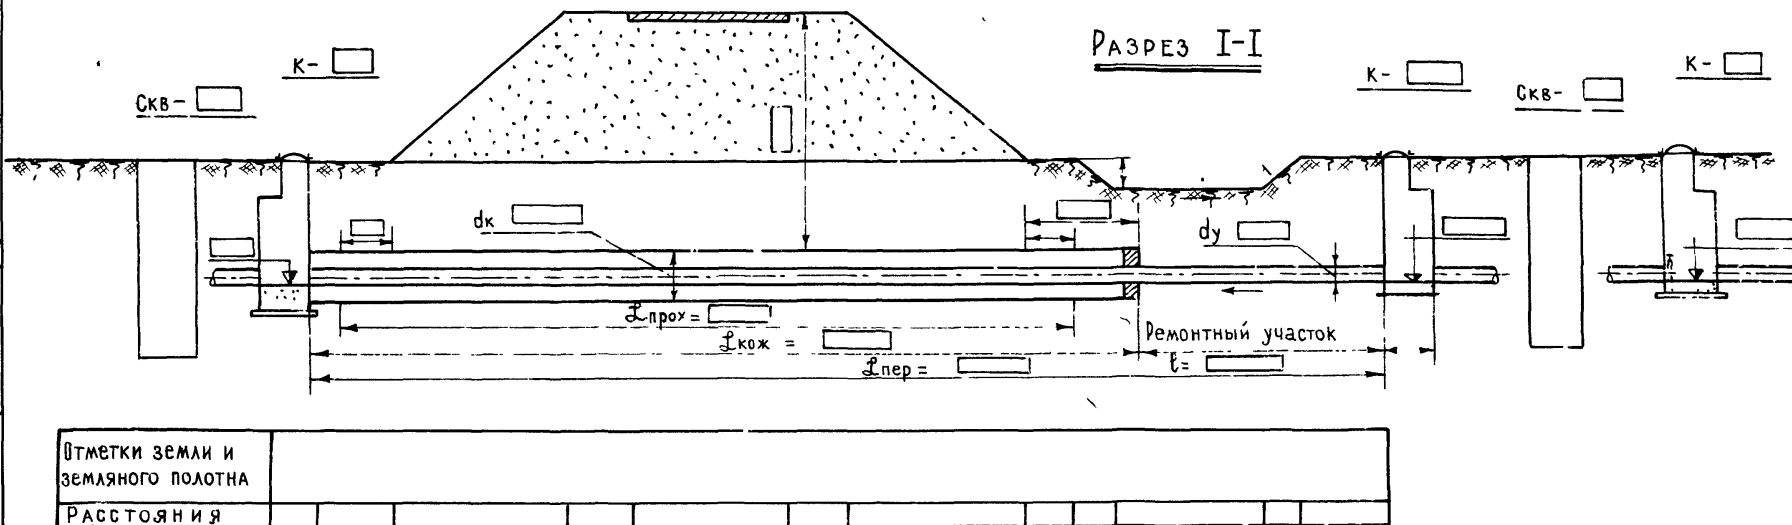 Разрез I-I
К-
Скв-
К-
Скв-
К-
dк
dу
Lпрох=
Lкож =
Ремонтный участок
Lпер =
ℓ=
Отметки земли и
земляного полотна
Расстояния